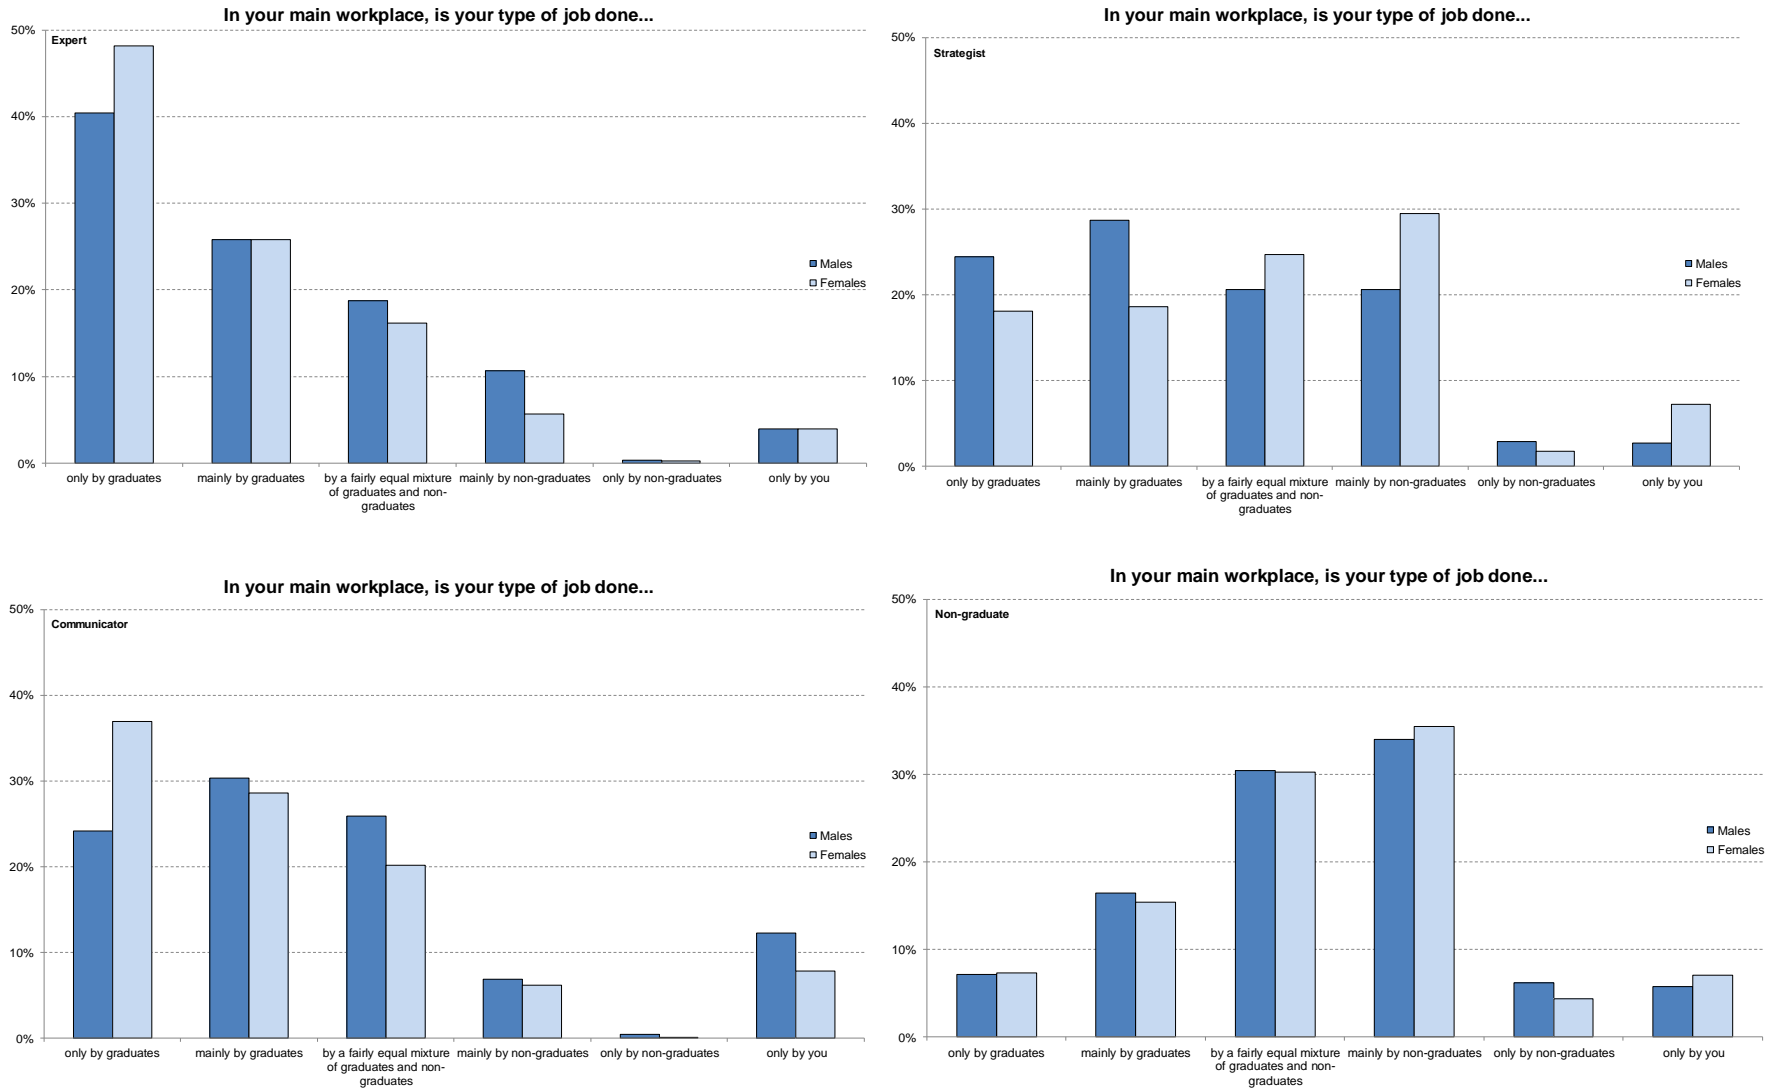 In your main workplace, is your type of job done...
Expert
50%
40%
30%
20%
10%
0%
only by graduates
mainly by graduates
by a fairly equal mixture
of graduates and non-
graduates
mainly by non-graduates
only by non-graduates
only by you
Males
Females
In your main workplace, is your type of job done...
Strategist
50%
40%
30%
20%
10%
0%
only by graduates
mainly by graduates
by a fairly equal mixture
of graduates and non-
graduates
mainly by non-graduates
only by non-graduates
only by you
Males
Females
In your main workplace, is your type of job done...
Communicator
50%
40%
30%
20%
10%
0%
only by graduates
mainly by graduates
by a fairly equal mixture
of graduates and non-
graduates
mainly by non-graduates
only by non-graduates
only by you
Males
Females
In your main workplace, is your type of job done...
Non-graduate
50%
40%
30%
20%
10%
0%
only by graduates
mainly by graduates
by a fairly equal mixture
of graduates and non-
graduates
mainly by non-graduates
only by non-graduates
only by you
Males
Females